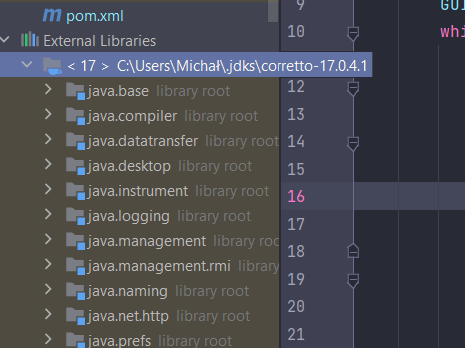 pom.xml
External Libraries
< 17 > C:\Users\Michał\.jdks\corretto-17.0.4.1
java.base library root
java.compiler library root
java.datatransfer library root
java.desktop library root
java.instrument library root
java.logging library root
java.management library roo
java.management.rmi libra
java.naming library root
java.net.http library root
java.prefs library root
9 GUI
10 whi
12
13
14
15
16
17
18
19
20
21